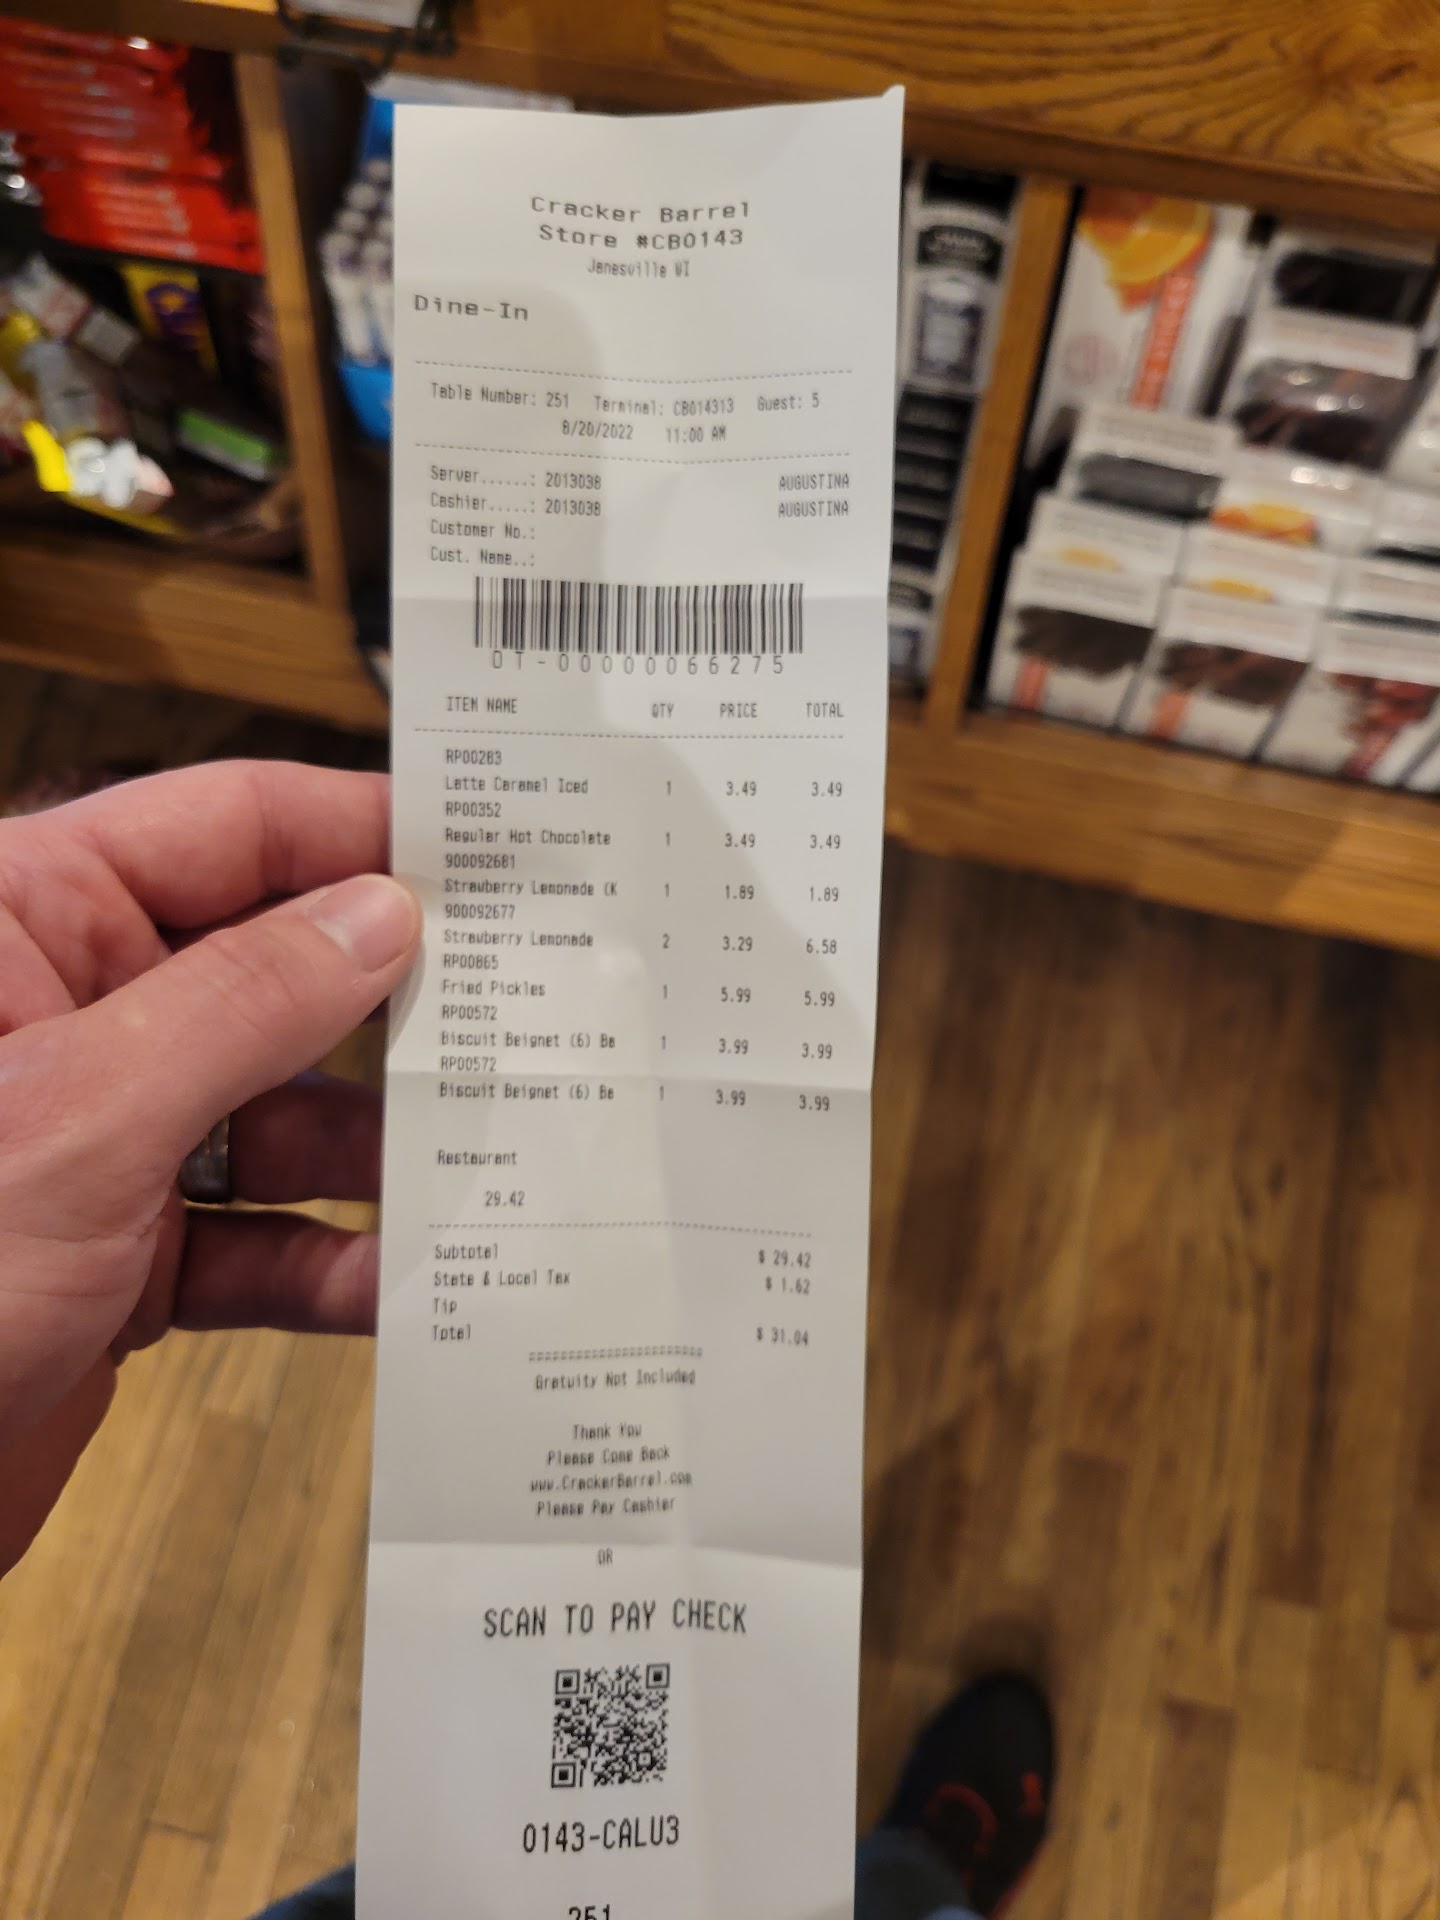 Cracker Barrel
Store #CB0143
Janesville WI
Dine-In
Table Number: 251 Terminal: CB014313 Guest: 5
8/20/2022 11:00 AM
Server......: 2013038 AUGUSTINA
Cashier.....: 2013038 AUGUSTINA
Customer No.:
Cust. Name..:
OT-00000066275
ITEM NAME QTY PRICE TOTAL
RP00283
Latte Caramel Iced 1 3.49 3.49
RP00352
Regular Hot Chocolate 1 3.49 3.49
900092681
Strawberry Lemonade (K 1 1.89 1.89
900092677
Strawberry Lemonade 2 3.29 6.58
RP00865
Fried Pickles 1 5.99 5.99
RP00572
Biscuit Beignet (6) Be 1 3.99 3.99
RP00572
Biscuit Beignet (6) Be 1 3.99 3.99
Restaurant
29.42
Subtotal $ 29.42
State & Local Tax $ 1.62
Tip
Total $ 31.04
======================
Gratuity Not Included
Thank You
Please Come Back
www.CrackerBarrel.com
Please Pay Cashier
OR
SCAN TO PAY CHECK
0143-CALU3
251